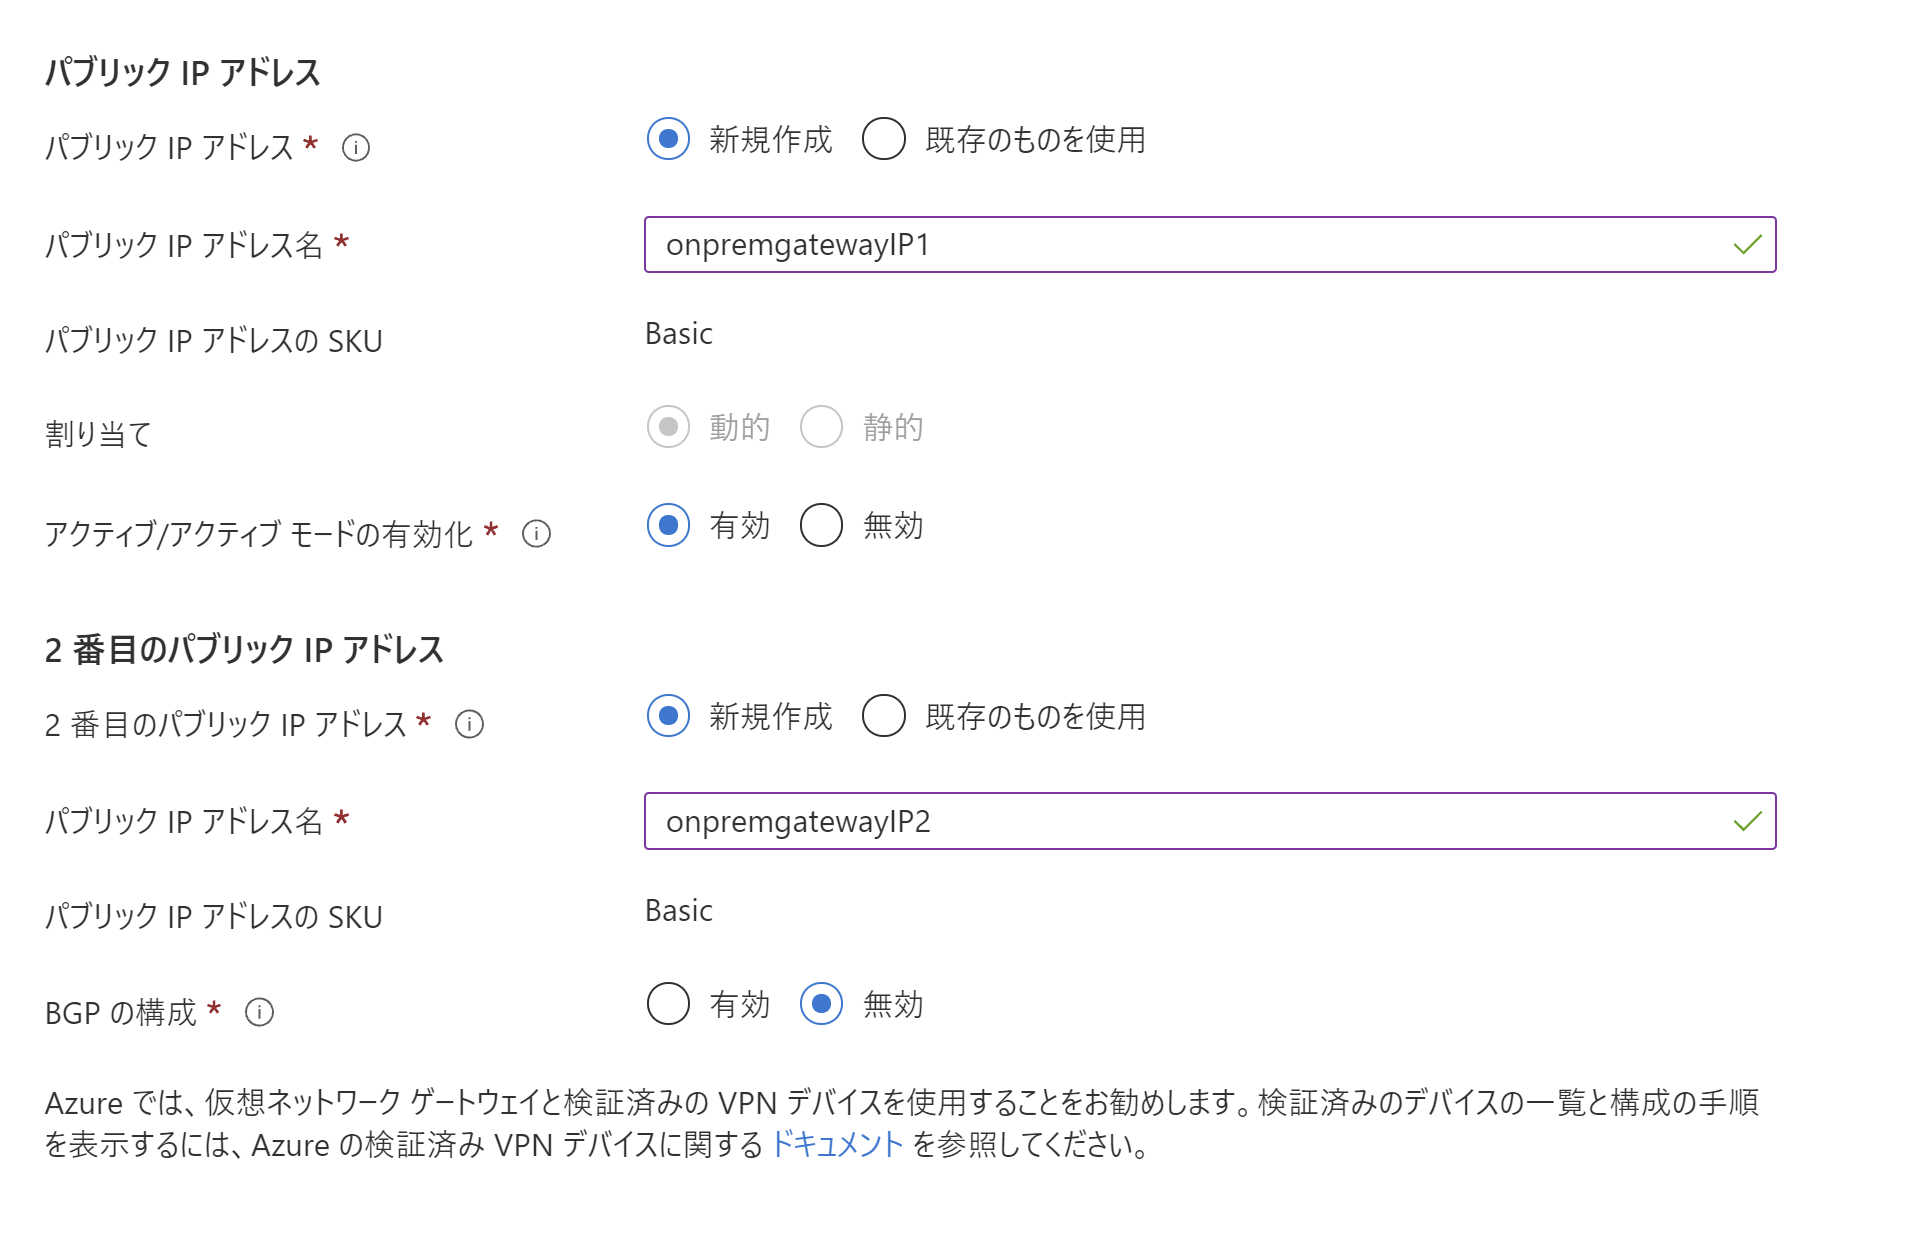 パブリック IP アドレス
パブリック IP アドレス * 新規作成 既存のものを使用
パブリック IP アドレス名 * onpremgatewayIP1
パブリック IP アドレスの SKU Basic
割り当て 動的 静的
アクティブ/アクティブ モードの有効化 * 有効 無効
2 番目のパブリック IP アドレス
2 番目のパブリック IP アドレス * 新規作成 既存のものを使用
パブリック IP アドレス名 * onpremgatewayIP2
パブリック IP アドレスの SKU Basic
BGP の構成 * 有効 無効
Azure では、仮想ネットワーク ゲートウェイと検証済みの VPN デバイスを使用することをお勧めします。検証済みのデバイスの一覧と構成の手順
を表示するには、Azure の検証済み VPN デバイスに関する ドキュメント を参照してください。